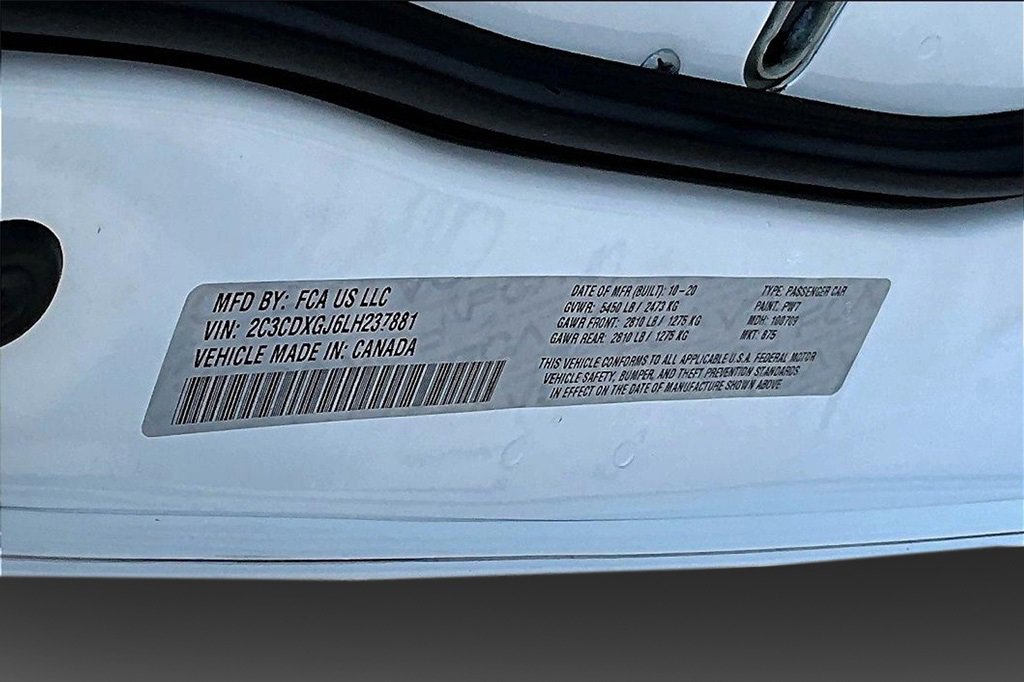 MFD BY: FCA US LLC
VIN: 2C3CDXGJ6LH237881
VEHICLE MADE IN: CANADA
DATE OF MFR (BUILT): 10-20
GVWR: 5450 LB / 2473 KG
GAWR FRONT: 2810 LB / 1275 KG
GAWR REAR: 2810 LB / 1275 KG
TYPE: PASSENGER CAR
PAINT: PW7
MDH: 100709
MKT: 875
THIS VEHICLE CONFORMS TO ALL APPLICABLE U.S.A. FEDERAL MOTOR
VEHICLE SAFETY, BUMPER, AND THEFT PREVENTION STANDARDS
IN EFFECT ON THE DATE OF MANUFACTURE SHOWN ABOVE